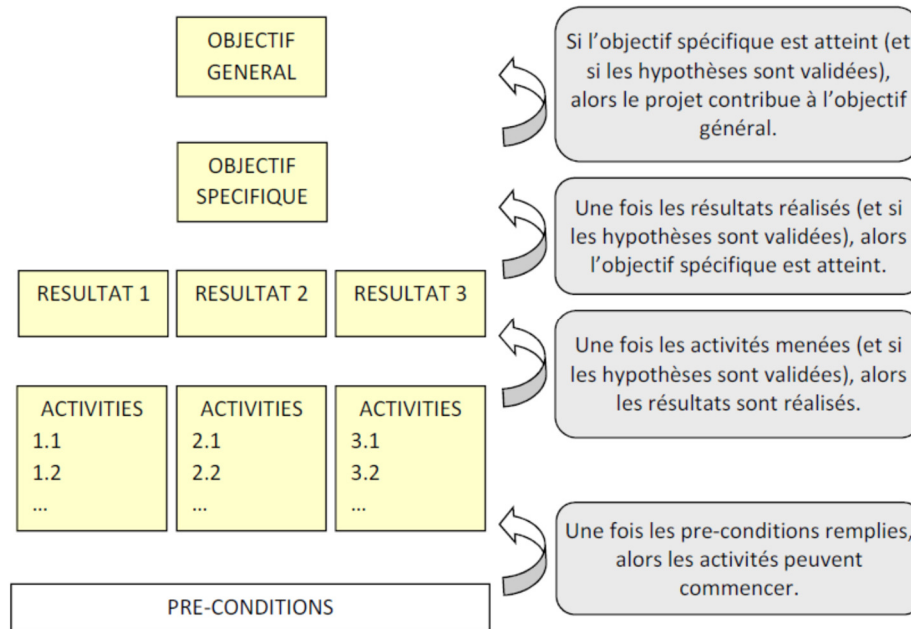 OBJECTIF
GENERAL
Si l’objectif spécifique est atteint (et
si les hypothèses sont validées),
alors le projet contribue à l’objectif
général.
OBJECTIF
SPECIFIQUE
Une fois les résultats réalisés (et si
les hypothèses sont validées), alors
l’objectif spécifique est atteint.
RESULTAT 1
RESULTAT 2
RESULTAT 3
Une fois les activités menées (et si
les hypothèses sont validées), alors
les résultats sont réalisés.
ACTIVITIES
1.1
1.2
...
ACTIVITIES
2.1
2.2
...
ACTIVITIES
3.1
3.2
...
Une fois les pre-conditions remplies,
alors les activités peuvent
commencer.
PRE-CONDITIONS